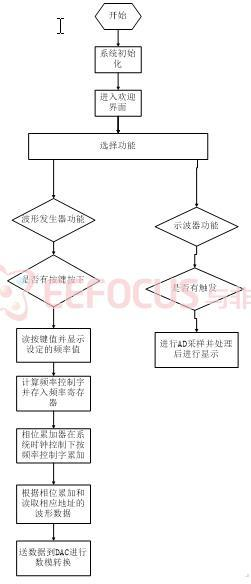 开始
系统初始
化
进入欢迎
界面
选择功能
波形发生器功能
示波器功能
是否有按键按下
是否有触发
EEFOCUS
读按键值并显示
设定的频率值
进行AD采样并处理
后进行显示
计算频率控制字
并存入频率寄存
器
相位累加器在系
统时钟控制下按
频率控制字累加
根据相位累加和
读取相应地址的
波形数据
送数据到DAC进行
数模转换